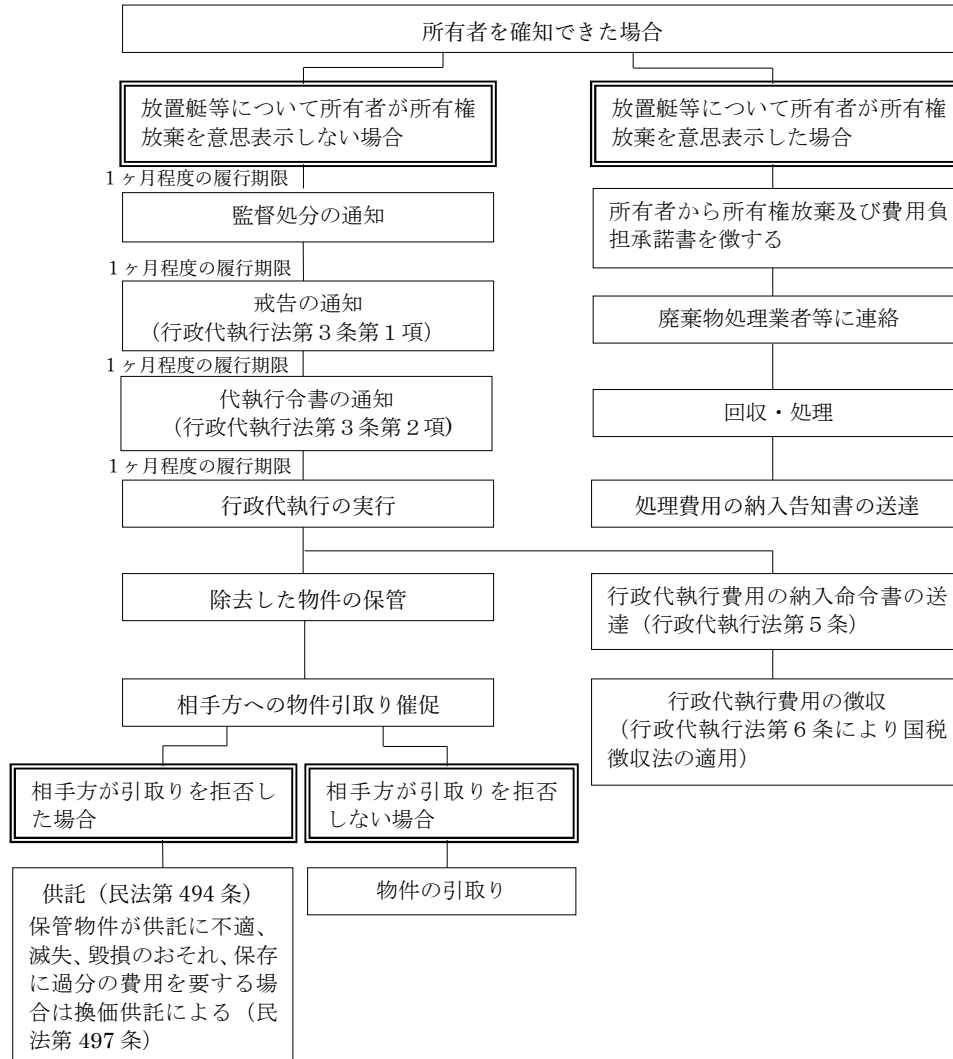 所有者を確知できた場合
放置艇等について所有者が所有権
放棄を意思表示しない場合
1ヶ月程度の履行期限
監督処分の通知
1ヶ月程度の履行期限
戒告の通知
（行政代執行法第３条第１項）
1ヶ月程度の履行期限
代執行令書の通知
（行政代執行法第３条第２項)
1ヶ月程度の履行期限
行政代執行の実行
除去した物件の保管
相手方への物件引取り催促
相手方が引取りを拒否し
た場合
供託（民法第 494 条）
保管物件が供託に不適、
滅失、毀損のおそれ、保存
に過分の費用を要する場
合は換価供託による（民
法第 497 条）
相手方が引取りを拒否
しない場合
物件の引取り
放置艇等について所有者が所有権
放棄を意思表示した場合
所有者から所有権放棄及び費用負
担承諾書を徴する
廃棄物処理業者等に連絡
回収・処理
処理費用の納入告知書の送達
行政代執行費用の納入命令書の送
達（行政代執行法第５条）
行政代執行費用の徴収
（行政代執行法第６条により国税
徴収法の適用）